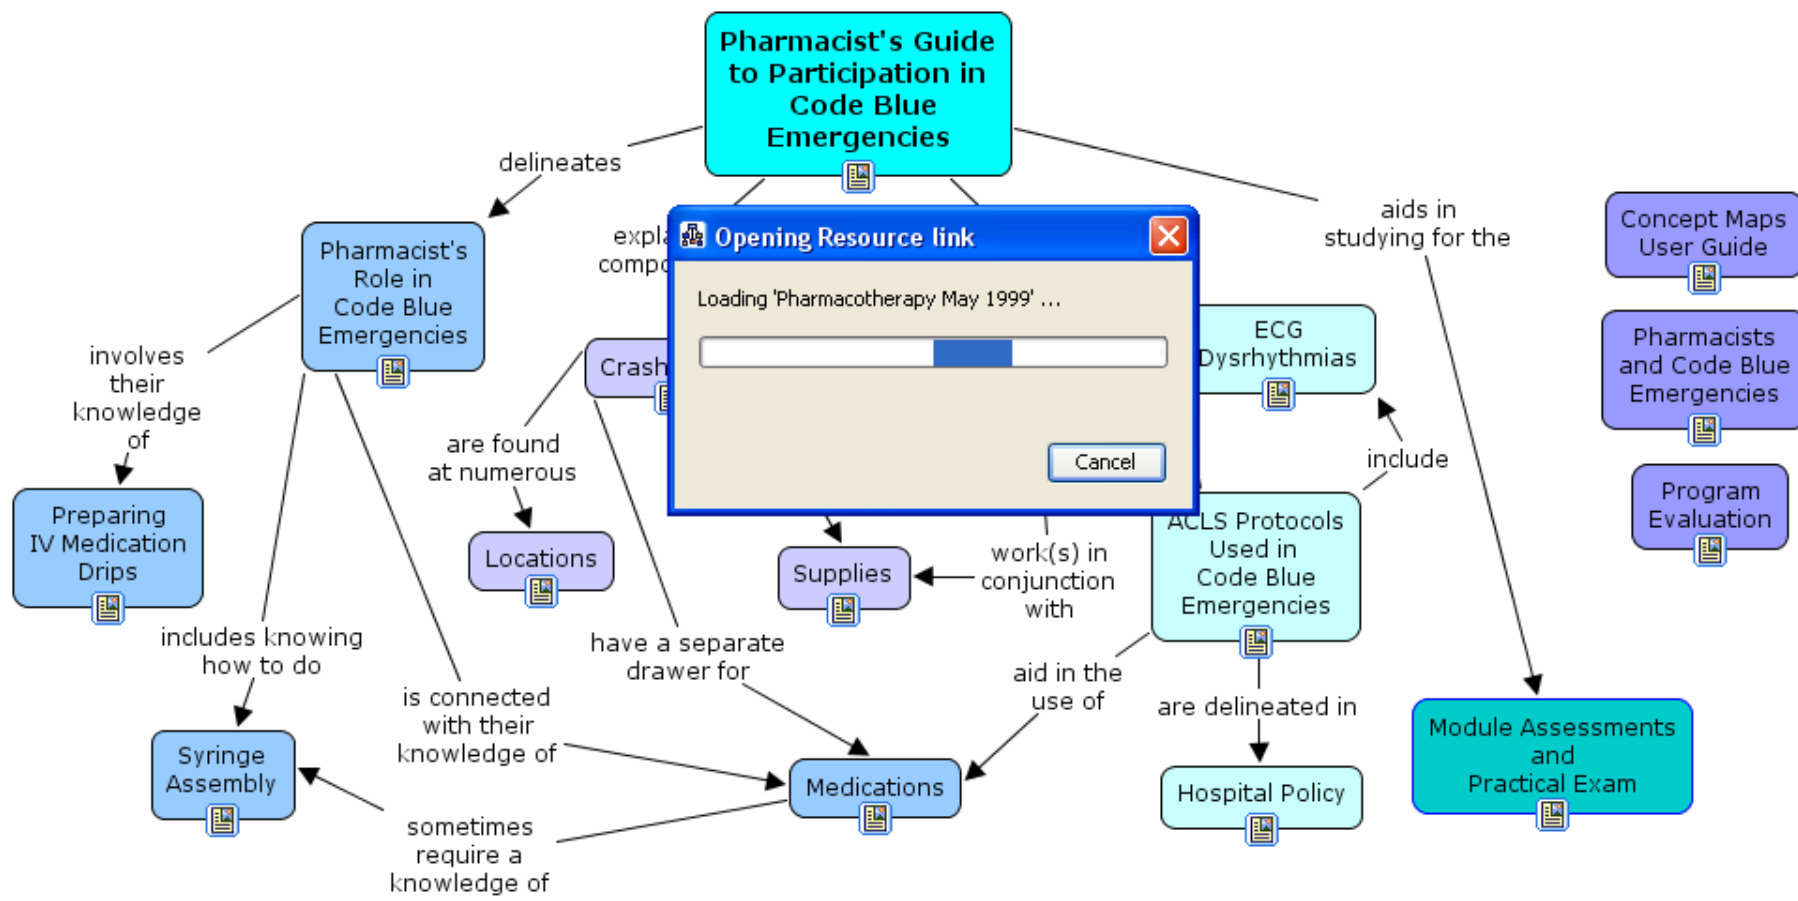 Pharmacist's Guide
to Participation in
Code Blue
Emergencies
delineates
aids in
studying for the
Concept Maps
User Guide
Pharmacist's
Role in
Code Blue
Emergencies
Opening Resource link
Loading 'Pharmacotherapy May 1999' ...
Cancel
ECG
Dysrhythmias
Pharmacists
and Code Blue
Emergencies
involves
their
knowledge
of
Crash
are found
at numerous
include
Program
Evaluation
Preparing
IV Medication
Drips
Locations
Supplies
work(s) in
conjunction
with
ACLS Protocols
Used in
Code Blue
Emergencies
includes knowing
how to do
have a separate
drawer for
is connected
with their
knowledge of
aid in the
use of
are delineated in
Module Assessments
and
Practical Exam
Syringe
Assembly
Medications
Hospital Policy
sometimes
require a
knowledge of